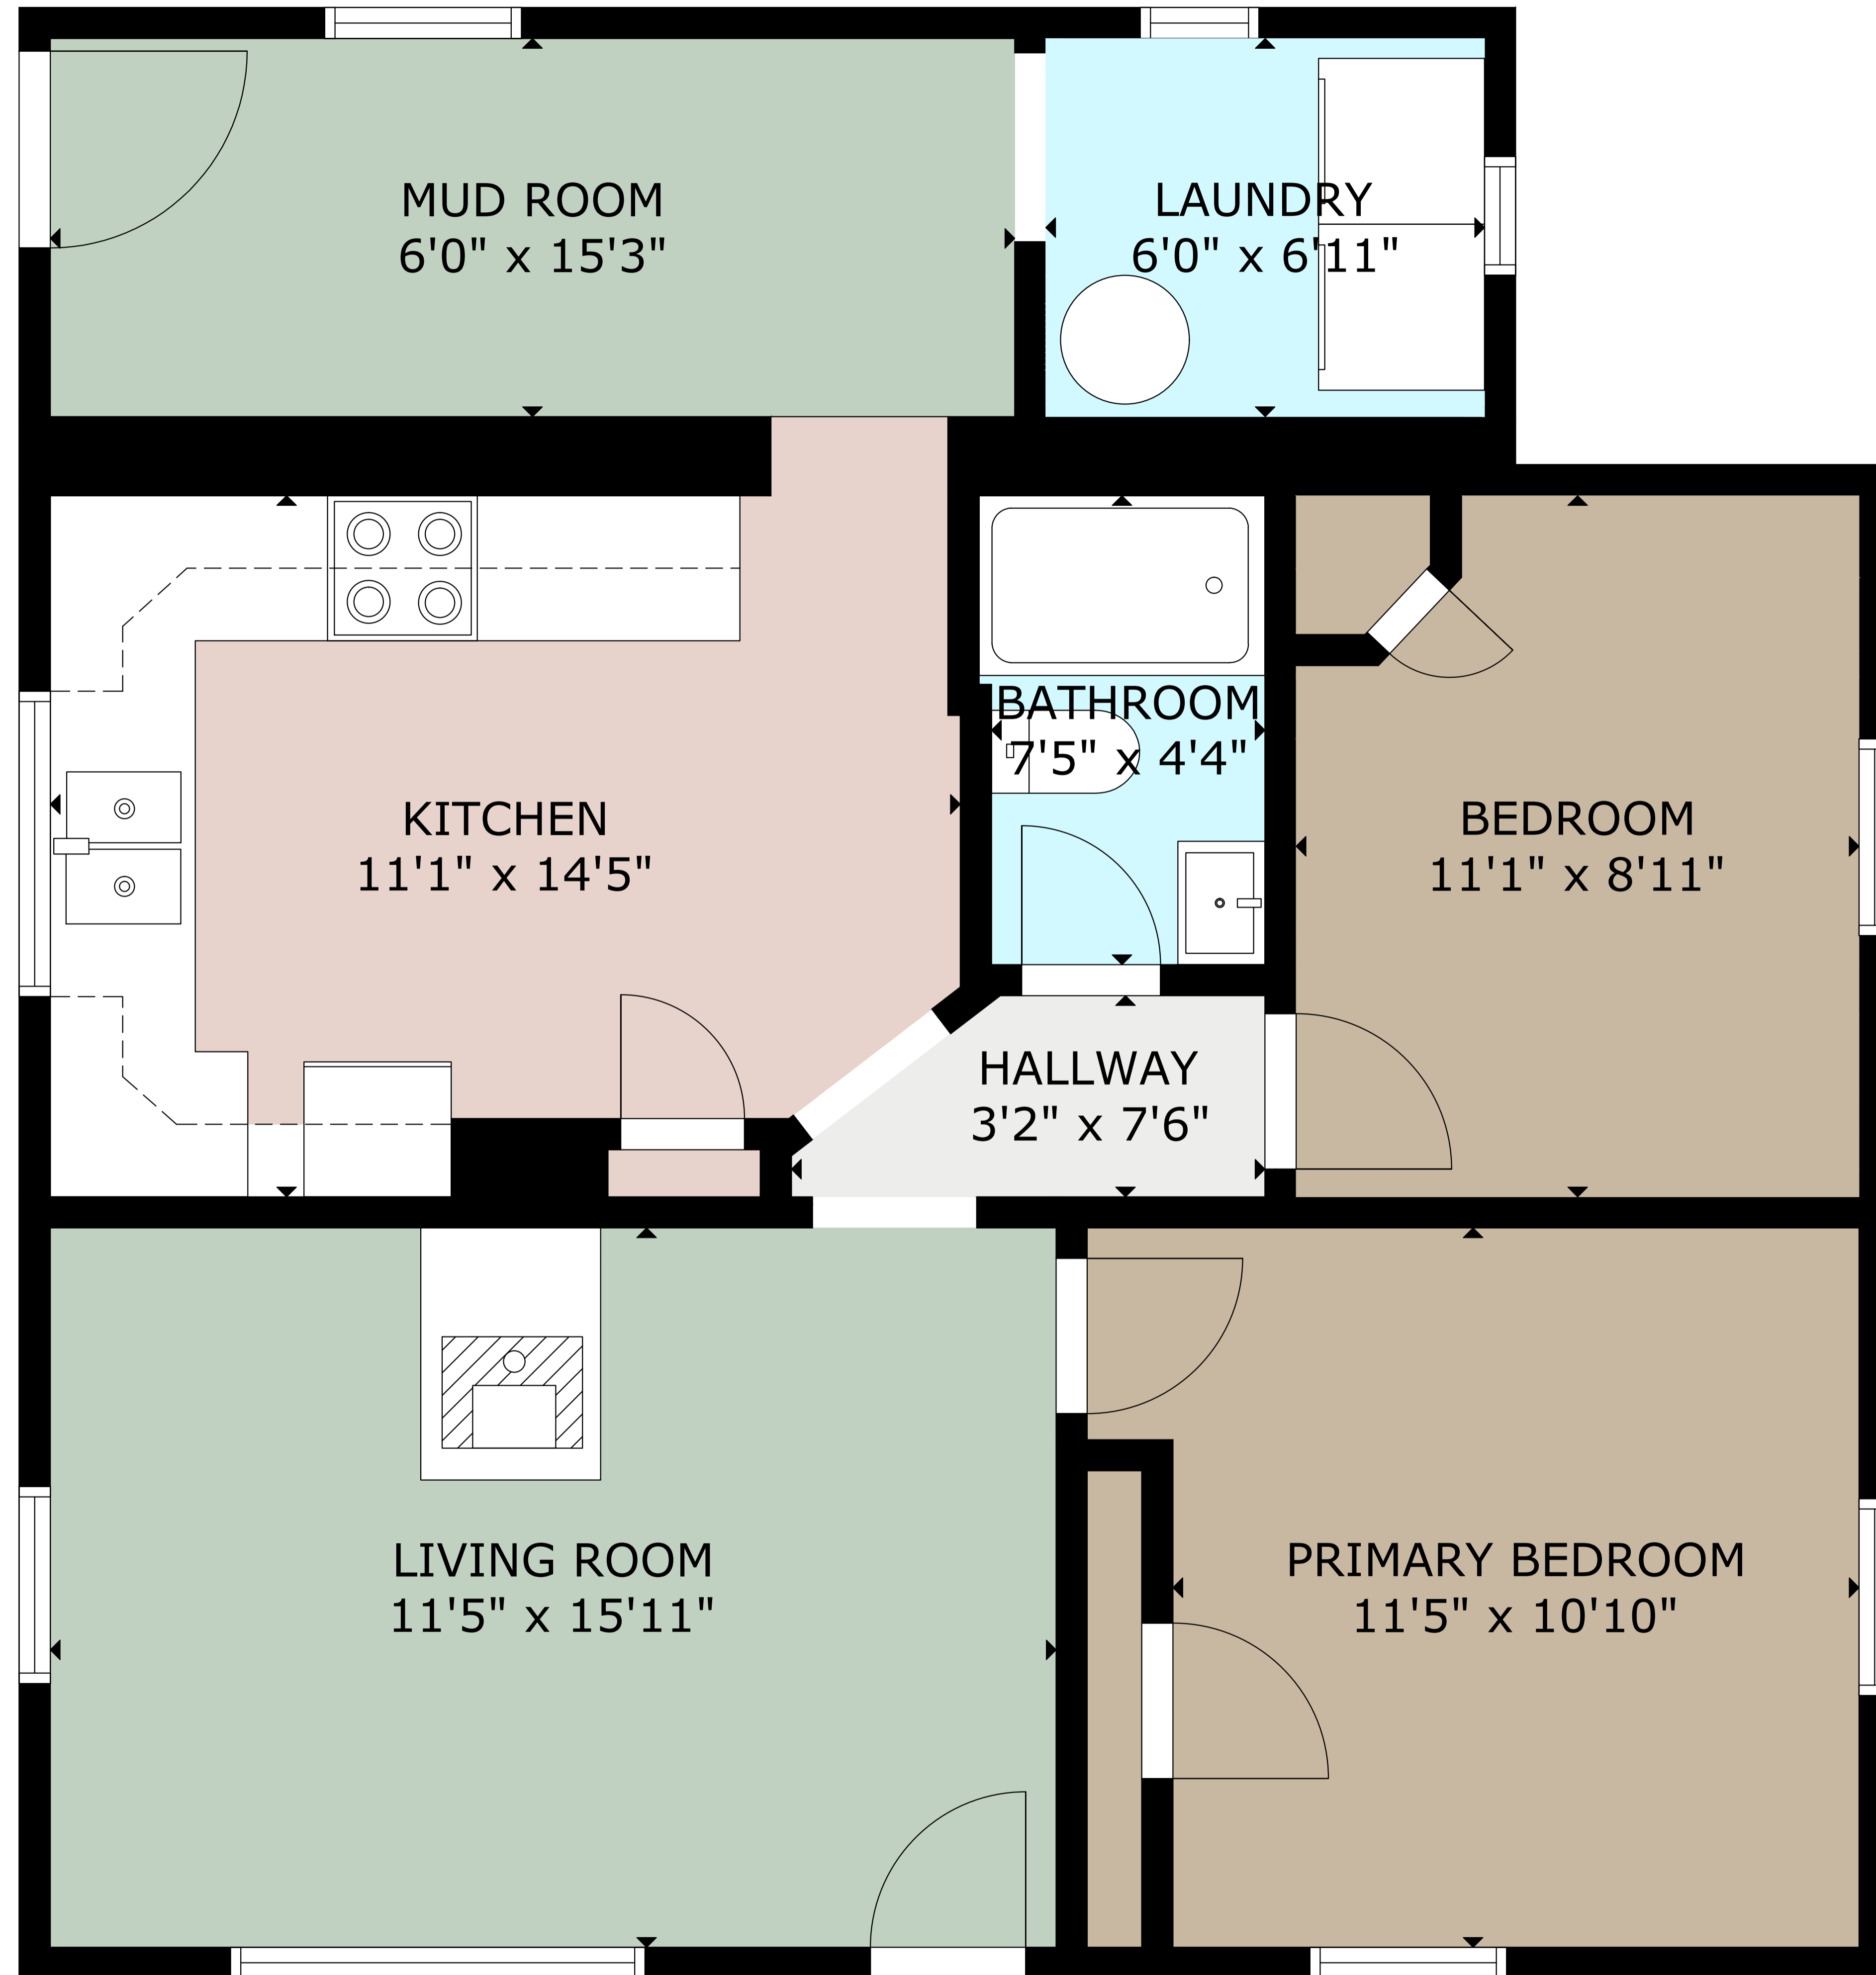 MUD ROOM
6'0" x 15'3"
LAUNDRY
6'0" x 6'11"
BATHROOM
7'5" x 4'4"
KITCHEN
11'1" x 14'5"
BEDROOM
11'1" x 8'11"
HALLWAY
3'2" x 7'6"
LIVING ROOM
11'5" x 15'11"
PRIMARY BEDROOM
11'5" x 10'10"